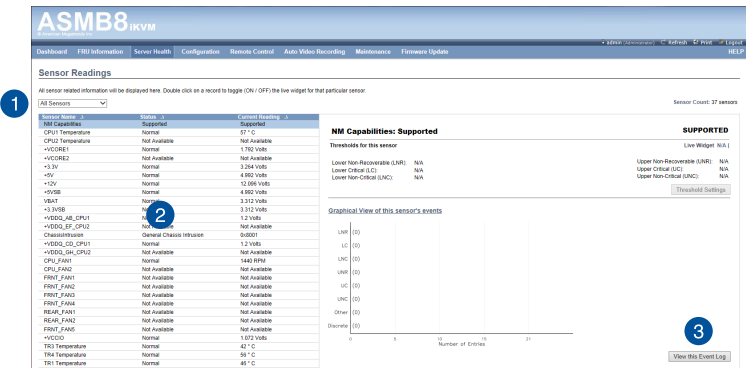 ASMB8 iKVM
• admin (Administrator) Refresh Print Logout
Dashboard FRU Information Server Health Configuration Remote Control Auto Video Recording Maintenance Firmware Update HELP
Sensor Readings
All sensor related information will be displayed here. Double click on a record to toggle (ON / OFF) the live widget for that particular sensor.
1
All Sensors
Sensor Count: 37 sensors
Sensor Name Status Current Reading
NM Capabilities Supported Supported
CPU1 Temperature Normal 57 ° C
CPU2 Temperature Not Available Not Available
+VCORE1 Normal 1.792 Volts
+VCORE2 Not Available Not Available
+3.3V Normal 3.264 Volts
+5V Normal 4.992 Volts
+12V Normal 12.096 Volts
+5VSB Normal 4.992 Volts
VBAT Normal 3.312 Volts
+3.3VSB 3.312 Volts
+VDDQ_AB_CPU1 1.2 Volts
+VDDQ_EF_CPU2 Not Available
2
ChassisIntrusion General Chassis Intrusion 0x8001
+VDDQ_CD_CPU1 Normal 1.2 Volts
+VDDQ_GH_CPU2 Not Available Not Available
CPU_FAN1 Normal 1440 RPM
CPU_FAN2 Not Available Not Available
FRNT_FAN1 Not Available Not Available
FRNT_FAN2 Not Available Not Available
FRNT_FAN3 Not Available Not Available
FRNT_FAN4 Not Available Not Available
REAR_FAN1 Not Available Not Available
REAR_FAN2 Not Available Not Available
FRNT_FAN5 Not Available Not Available
+VCCIO Normal 1.072 Volts
TR3 Temperature Normal 42 ° C
TR4 Temperature Normal 56 ° C
TR1 Temperature Normal 46 ° C
NM Capabilities: Supported SUPPORTED
Thresholds for this sensor Live Widget N/A |
Lower Non-Recoverable (LNR): N/A Upper Non-Recoverable (UNR): N/A
Lower Critical (LC): N/A Upper Critical (UC): N/A
Lower Non-Critical (LNC): N/A Upper Non-Critical (UNC): N/A
Threshold Settings
Graphical View of this sensor's events
LNR (0)
LC (0)
LNC (0)
UNR (0)
UC (0)
UNC (0)
Other (0)
Discrete (0)
0 5 10 15 21
Number of Entries
3
View this Event Log